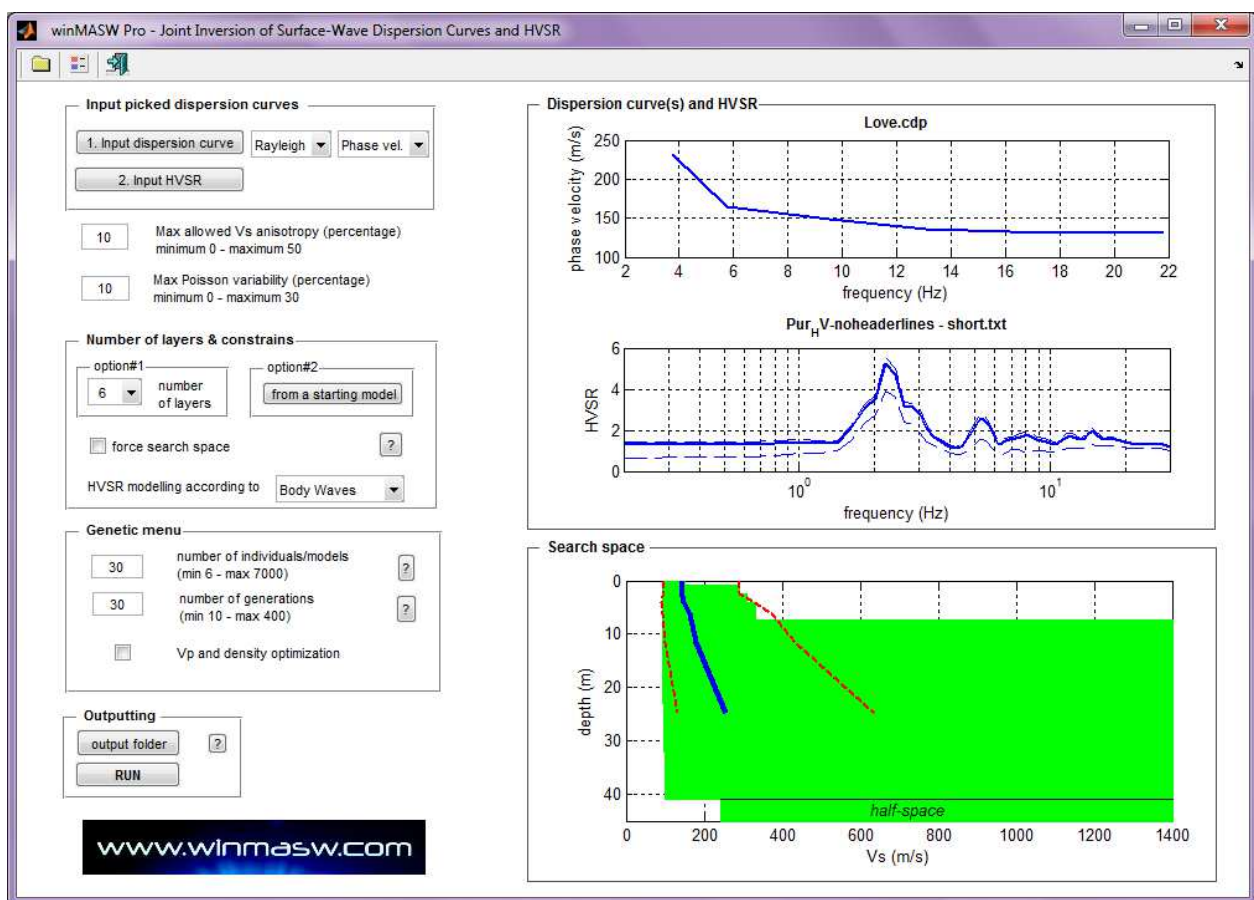 winMASW Pro - Joint Inversion of Surface-Wave Dispersion Curves and HVSR
Input picked dispersion curves
1. Input dispersion curve
Rayleigh
Phase vel.
2. Input HVSR
10
Max allowed Vs anisotropy (percentage)
minimum 0 - maximum 50
10
Max Poisson variability (percentage)
minimum 0 - maximum 30
Number of layers & constrains
option#1
6
number
of layers
option#2
from a starting model
force search space
?
HVSR modelling according to
Body Waves
Genetic menu
30
number of individuals/models
(min 6 - max 7000)
?
30
number of generations
(min 10 - max 400)
?
Vp and density optimization
Outputting
output folder
?
RUN
www.winmasw.com
Dispersion curve(s) and HVSR
Love.cdp
phase velocity (m/s)
250
200
150
100
2 4 6 8 10 12 14 16 18 20 22
frequency (Hz)
Pur_HV-noheaderlines - short.txt
HVSR
6
4
2
0
10^0 10^1
frequency (Hz)
Search space
depth (m)
0
10
20
30
40
half-space
0 200 400 600 800 1000 1200 1400
Vs (m/s)